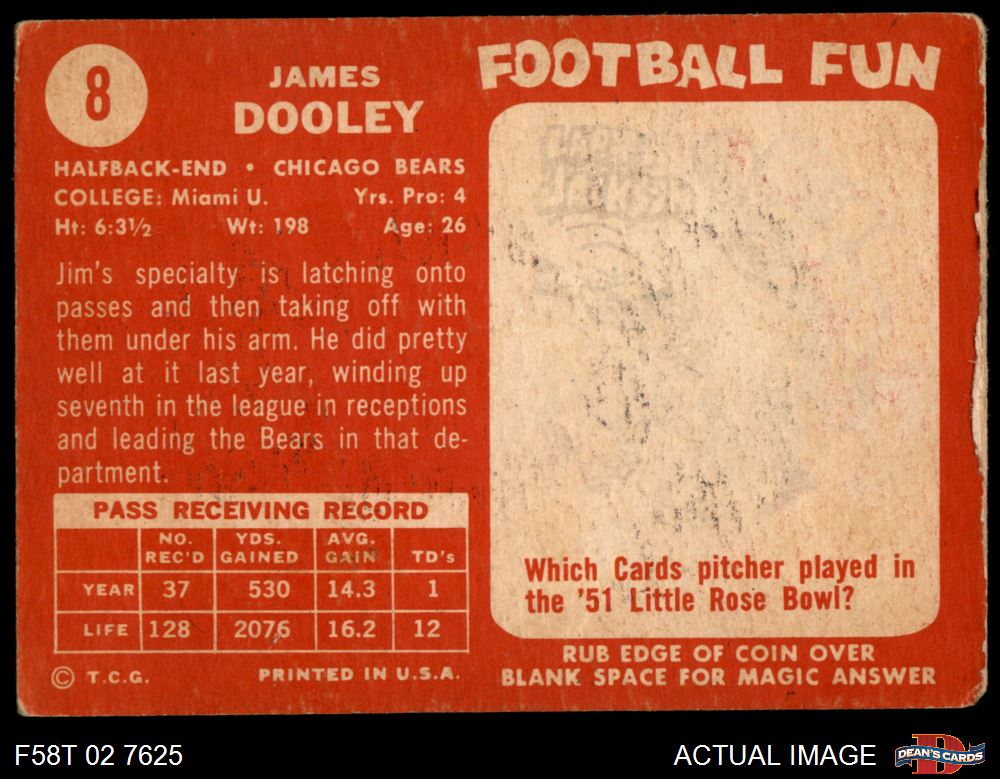 8
JAMES
DOOLEY
HALFBACK-END • CHICAGO BEARS
COLLEGE: Miami U. Yrs. Pro: 4
Ht: 6:3½ Wt: 198 Age: 26
Jim's specialty is latching onto
passes and then taking off with
them under his arm. He did pretty
well at it last year, winding up
seventh in the league in receptions
and leading the Bears in that de-
partment.
PASS RECEIVING RECORD
NO. REC'D YDS. GAINED AVG. GAIN TD's
YEAR 37 530 14.3 1
LIFE 128 2076 16.2 12
© T.C.G. PRINTED IN U.S.A.
FOOTBALL FUN
Which Cards pitcher played in
the '51 Little Rose Bowl?
RUB EDGE OF COIN OVER
BLANK SPACE FOR MAGIC ANSWER
F58T 02 7625 ACTUAL IMAGE DEAN'S CARDS